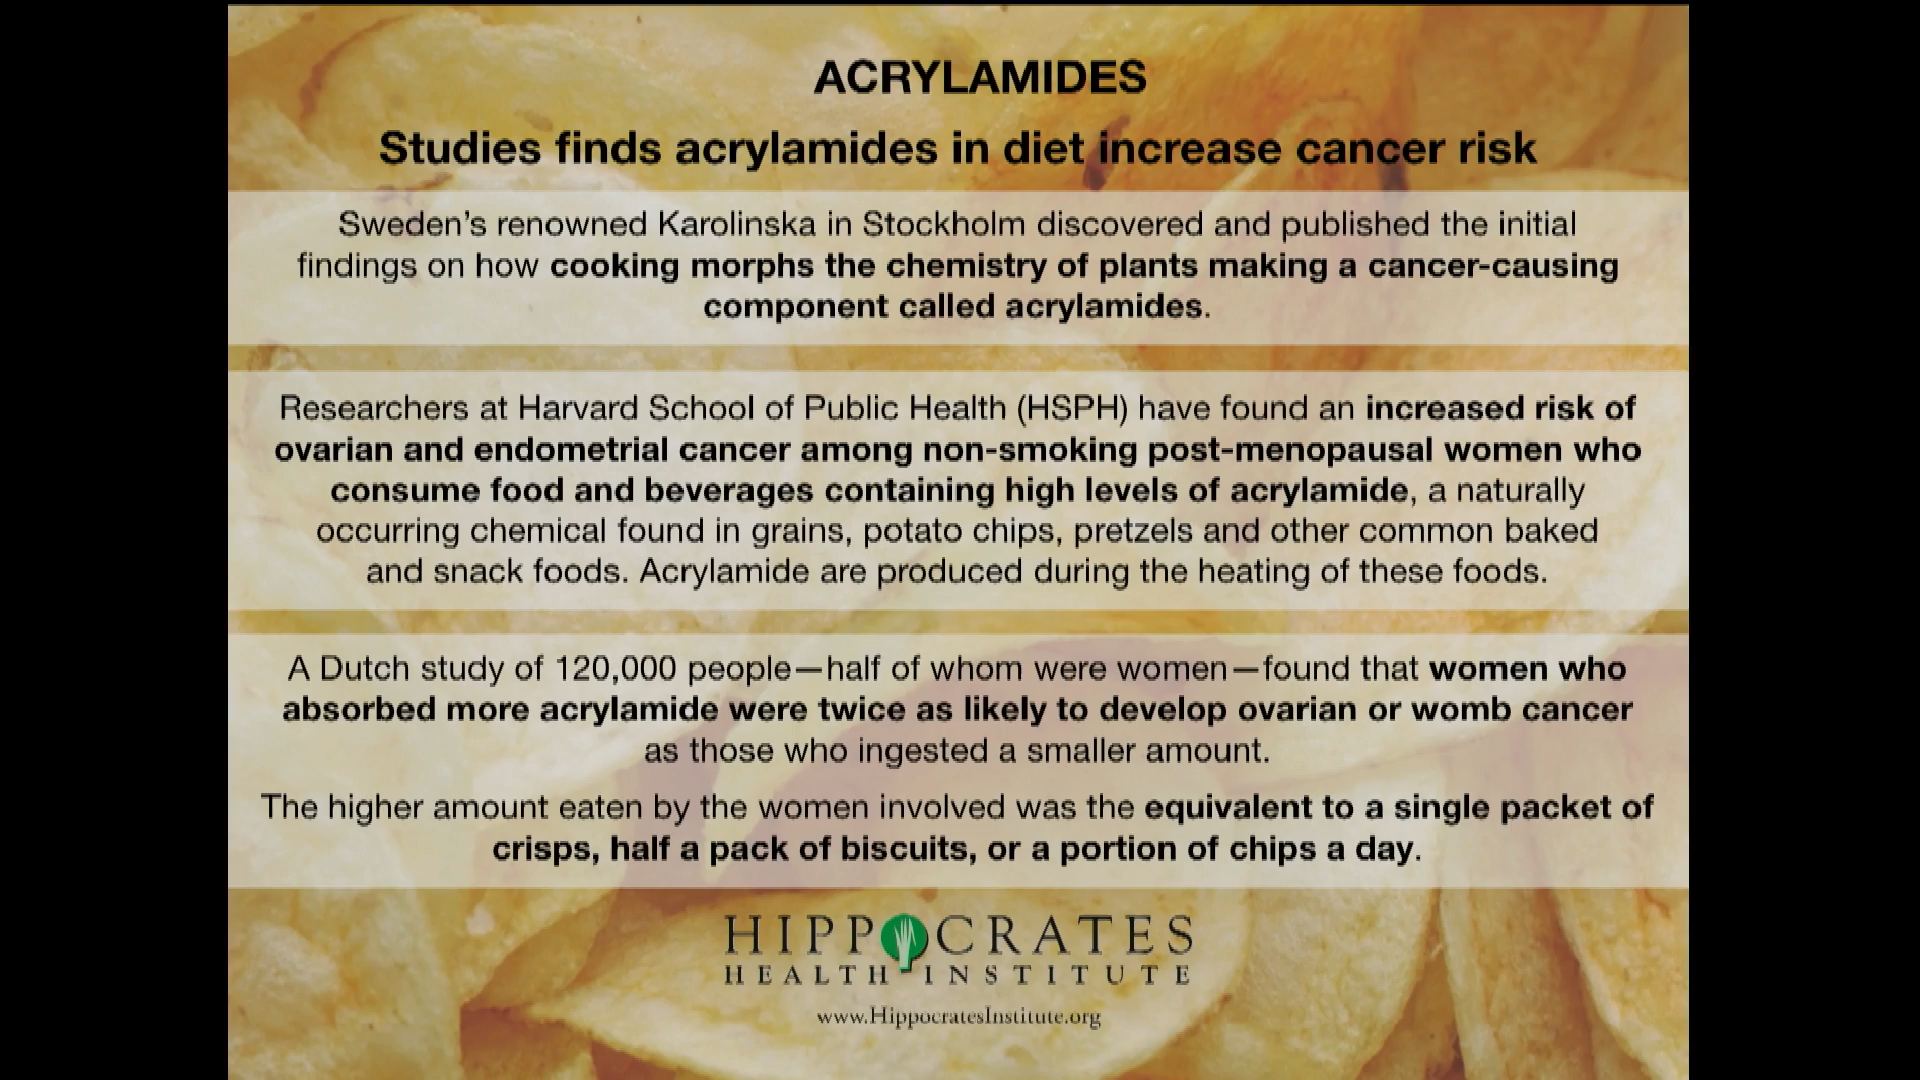 ACRYLAMIDES
Studies finds acrylamides in diet increase cancer risk
Sweden's renowned Karolinska in Stockholm discovered and published the initial
findings on how cooking morphs the chemistry of plants making a cancer-causing
component called acrylamides.
Researchers at Harvard School of Public Health (HSPH) have found an increased risk of
ovarian and endometrial cancer among non-smoking post-menopausal women who
consume food and beverages containing high levels of acrylamide, a naturally
occurring chemical found in grains, potato chips, pretzels and other common baked
and snack foods. Acrylamide are produced during the heating of these foods.
A Dutch study of 120,000 people—half of whom were women—found that women who
absorbed more acrylamide were twice as likely to develop ovarian or womb cancer
as those who ingested a smaller amount.
The higher amount eaten by the women involved was the equivalent to a single packet of
crisps, half a pack of biscuits, or a portion of chips a day.
HIPPOCRATES
HEALTH INSTITUTE
www.HippocratesInstitute.org